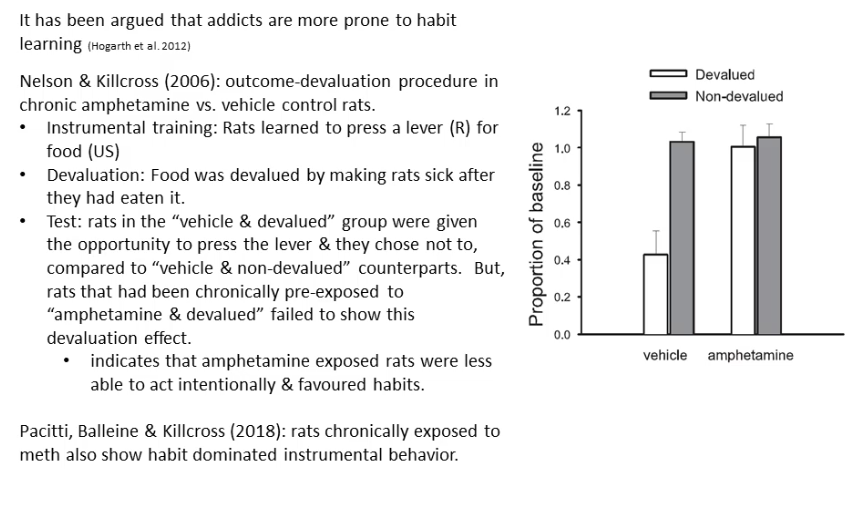 It has been argued that addicts are more prone to habit
learning (Hogarth et al. 2012)
Nelson & Killcross (2006): outcome-devaluation procedure in
chronic amphetamine vs. vehicle control rats.
• Instrumental training: Rats learned to press a lever (R) for
food (US)
• Devaluation: Food was devalued by making rats sick after
they had eaten it.
• Test: rats in the “vehicle & devalued” group were given
the opportunity to press the lever & they chose not to,
compared to “vehicle & non-devalued” counterparts. But,
rats that had been chronically pre-exposed to
“amphetamine & devalued” failed to show this
devaluation effect.
• indicates that amphetamine exposed rats were less
able to act intentionally & favoured habits.
Pacitti, Balleine & Killcross (2018): rats chronically exposed to
meth also show habit dominated instrumental behavior.
Devalued
Non-devalued
Proportion of baseline
1.2
1.0
0.8
0.6
0.4
0.2
0.0
vehicle amphetamine